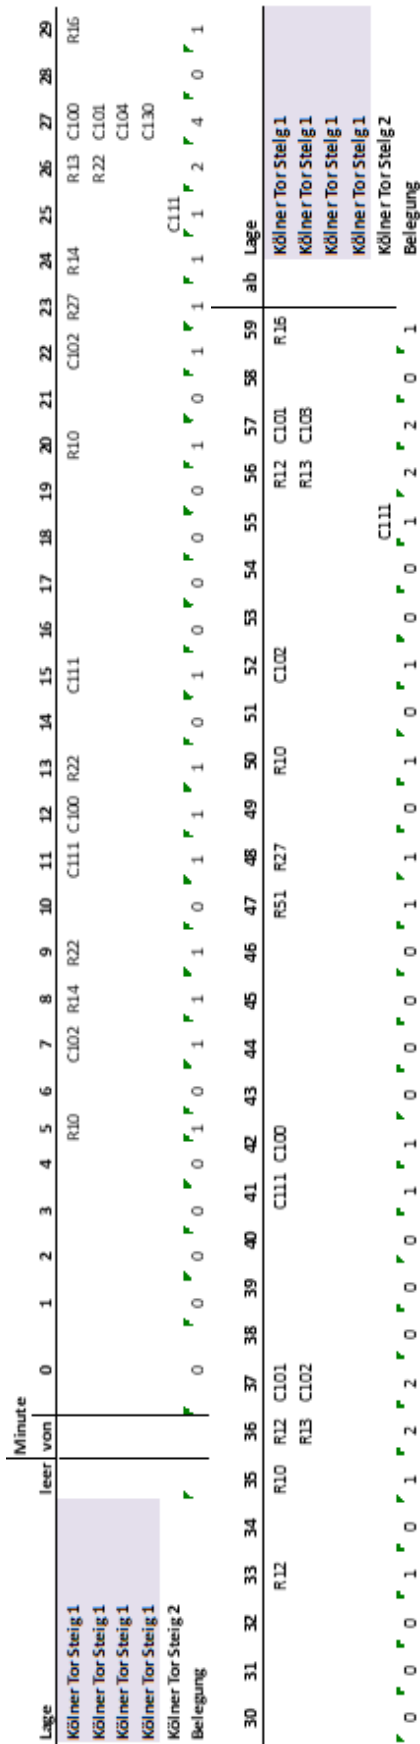 Minute
Lage leer von 0 1 2 3 4 5 6 7 8 9 10 11 12 13 14 15 16 17 18 19 20 21 22 23 24 25 26 27 28 29
Kölner Tor Steig 1 R10 C102 R14 R22 C111 C100 R22 C111 R10 C102 R27 R14 R13 C100 R16
Kölner Tor Steig 1 R22 C101
Kölner Tor Steig 1 C104
Kölner Tor Steig 1 C130
Kölner Tor Steig 2 C111
Belegung 0 0 0 0 0 1 0 1 1 1 0 1 1 1 0 1 0 0 0 0 1 0 1 1 1 1 2 4 0 1
30 31 32 33 34 35 36 37 38 39 40 41 42 43 44 45 46 47 48 49 50 51 52 53 54 55 56 57 58 59 ab Lage
R12 R10 R12 C101 C111 C100 R51 R27 R10 C102 R12 C101 R16 Kölner Tor Steig 1
R13 C102 R13 C103 Kölner Tor Steig 1
Kölner Tor Steig 1
Kölner Tor Steig 1
C111 Kölner Tor Steig 2
0 0 0 1 0 1 2 2 0 0 0 1 1 0 0 0 0 1 1 0 1 0 1 0 0 1 2 2 0 1 Belegung